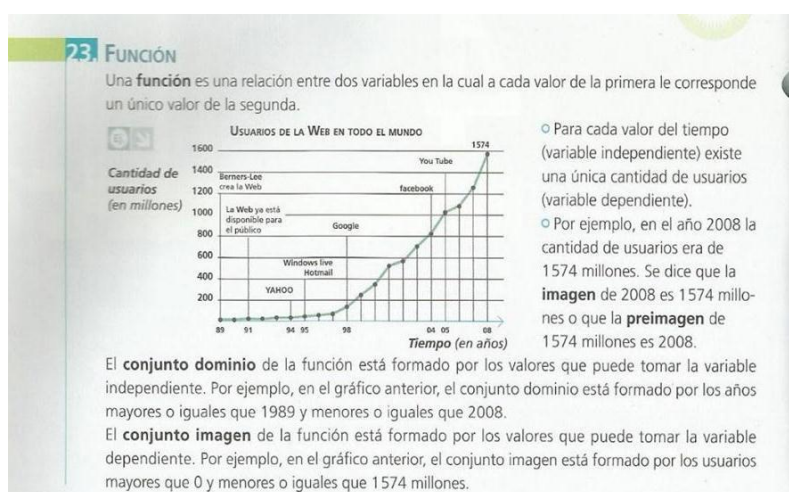 23. FUNCIÓN
Una función es una relación entre dos variables en la cual a cada valor de la primera le corresponde
un único valor de la segunda.
USUARIOS DE LA WEB EN TODO EL MUNDO
Cantidad de
usuarios
(en millones)
1600
1400
1200
1000
800
600
400
200
1574
You Tube
Berners-Lee
crea la Web
facebook
La Web ya está
disponible para
el público
Google
Windows live
Hotmail
YAHOO
89 91 94 95 98 04 05 08
Tiempo (en años)
Para cada valor del tiempo
(variable independiente) existe
una única cantidad de usuarios
(variable dependiente).
Por ejemplo, en el año 2008 la
cantidad de usuarios era de
1574 millones. Se dice que la
imagen de 2008 es 1574 millo-
nes o que la preimagen de
1574 millones es 2008.
El conjunto dominio de la función está formado por los valores que puede tomar la variable
independiente. Por ejemplo, en el gráfico anterior, el conjunto dominio está formado por los años
mayores o iguales que 1989 y menores o iguales que 2008.
El conjunto imagen de la función está formado por los valores que puede tomar la variable
dependiente. Por ejemplo, en el gráfico anterior, el conjunto imagen está formado por los usuarios
mayores que 0 y menores o iguales que 1574 millones.